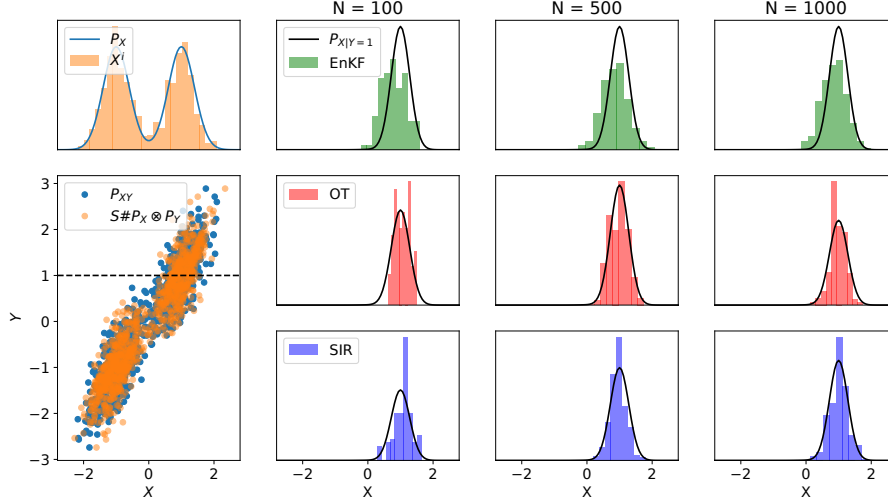 N = 100
N = 500
N = 1000
P_X
X^i
P_{X|Y=1}
EnKF
3
2
1
0
−1
−2
−3
Y
P_{XY}
S#P_X ⊗ P_Y
OT
SIR
−2 0 2
X
−2 0 2
X
−2 0 2
X
−2 0 2
X